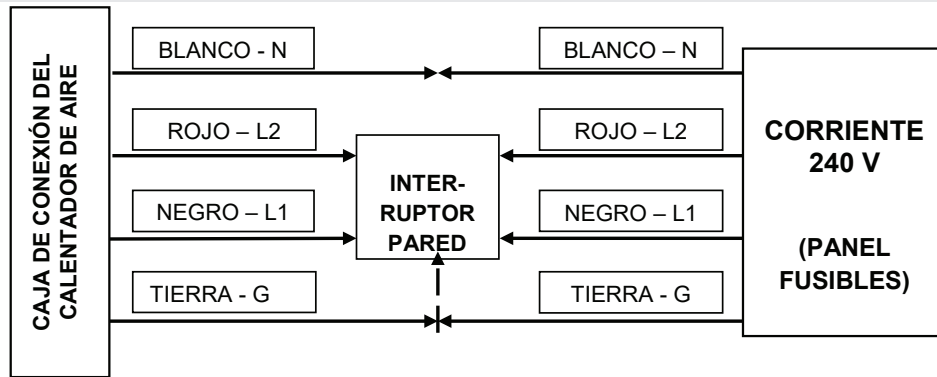 CAJA DE CONEXIÓN DEL
CALENTADOR DE AIRE
BLANCO - N
ROJO – L2
NEGRO – L1
TIERRA - G
INTER-
RUPTOR
PARED
BLANCO – N
ROJO – L2
NEGRO – L1
TIERRA - G
CORRIENTE
240 V
(PANEL
FUSIBLES)